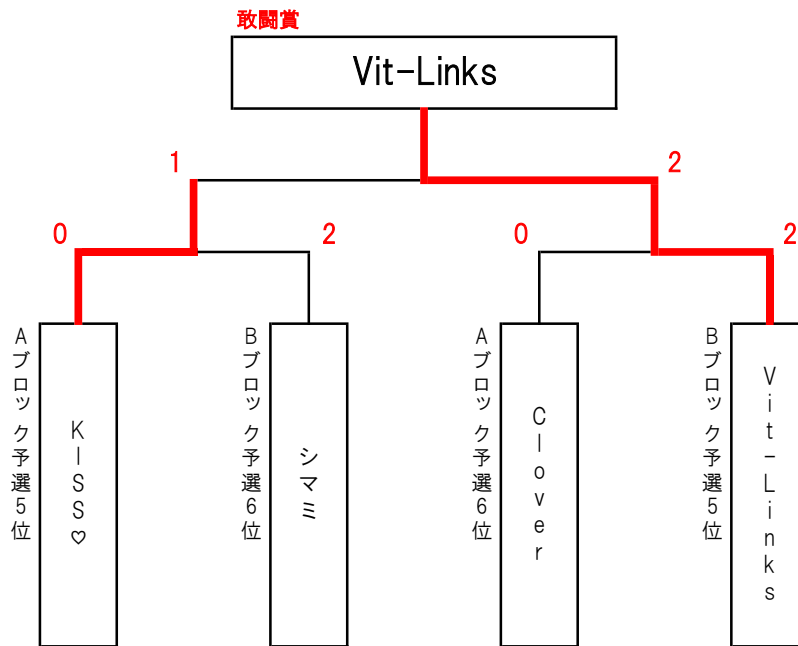 敢闘賞
Vit-Links
1
2
0
2
0
2
Aブロック予選5位
KISS♡
Bブロック予選6位
シマミ
Aブロック予選6位
Clover
Bブロック予選5位
Vit-Links